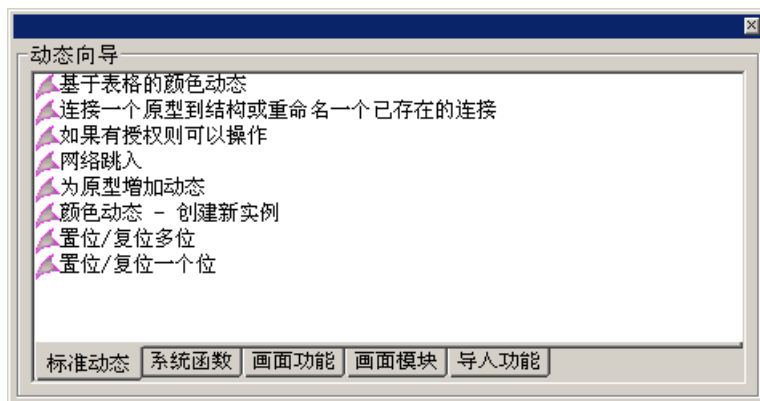 动态向导
基于表格的颜色动态
连接一个原型到结构或重命名一个已存在的连接
如果有授权则可以操作
网络跳入
为原型增加动态
颜色动态 - 创建新实例
置位/复位多位
置位/复位一个位
标准动态 系统函数 画面功能 画面模块 导入功能